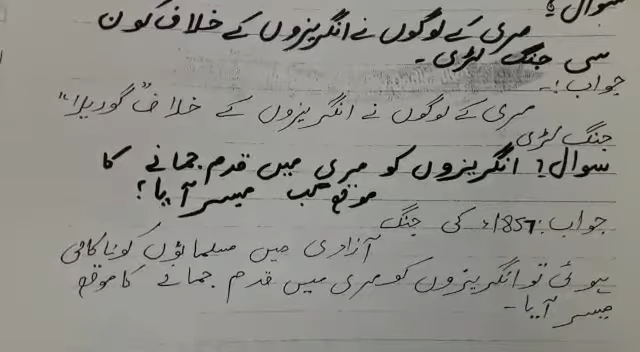 سوال؟
مری کے لوگوں نے انگریزوں کے خلاف کون
سی جنگ لڑی۔
جواب:۔
مری کے لوگوں نے انگریزوں کے خلاف "گوریلا"
جنگ لڑی
سوال؟ انگریزوں کو مری میں قدم جمانے کا
موقع کب میسر آیا؟
جواب: 1857ء کی جنگ
آزادی میں مسلمانوں کو ناکامی
ہوئی تو انگریزوں کو مری میں قدم جمانے کا موقع
میسر آیا۔